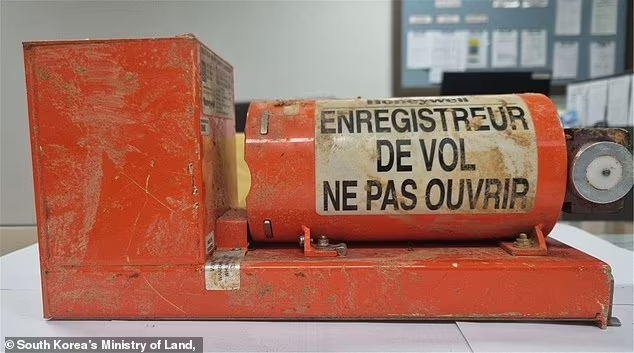 Honeywell
ENREGISTREUR
DE VOL
NE PAS OUVRIR
© South Korea's Ministry of Land,